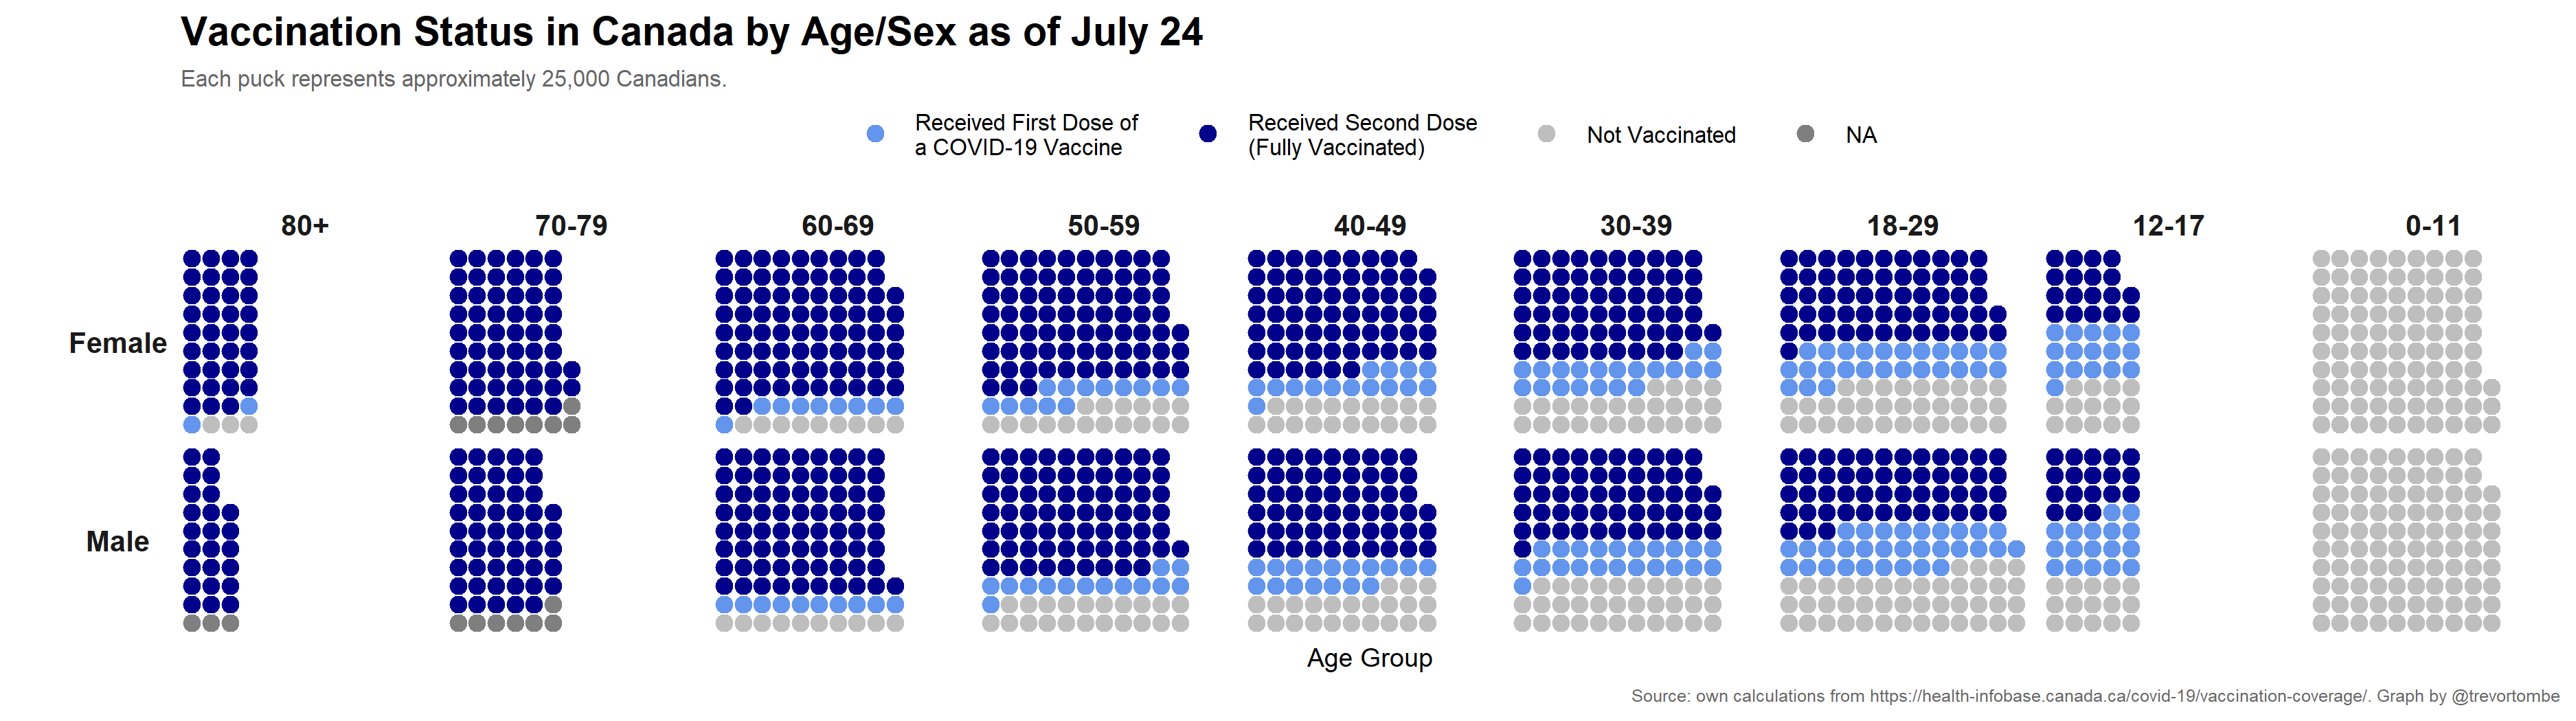 Vaccination Status in Canada by Age/Sex as of July 24
Each puck represents approximately 25,000 Canadians.
Received First Dose of
a COVID-19 Vaccine
Received Second Dose
(Fully Vaccinated)
Not Vaccinated
NA
80+
70-79
60-69
50-59
40-49
30-39
18-29
12-17
0-11
Female
Male
Age Group
Source: own calculations from https://health-infobase.canada.ca/covid-19/vaccination-coverage/. Graph by @trevortombe